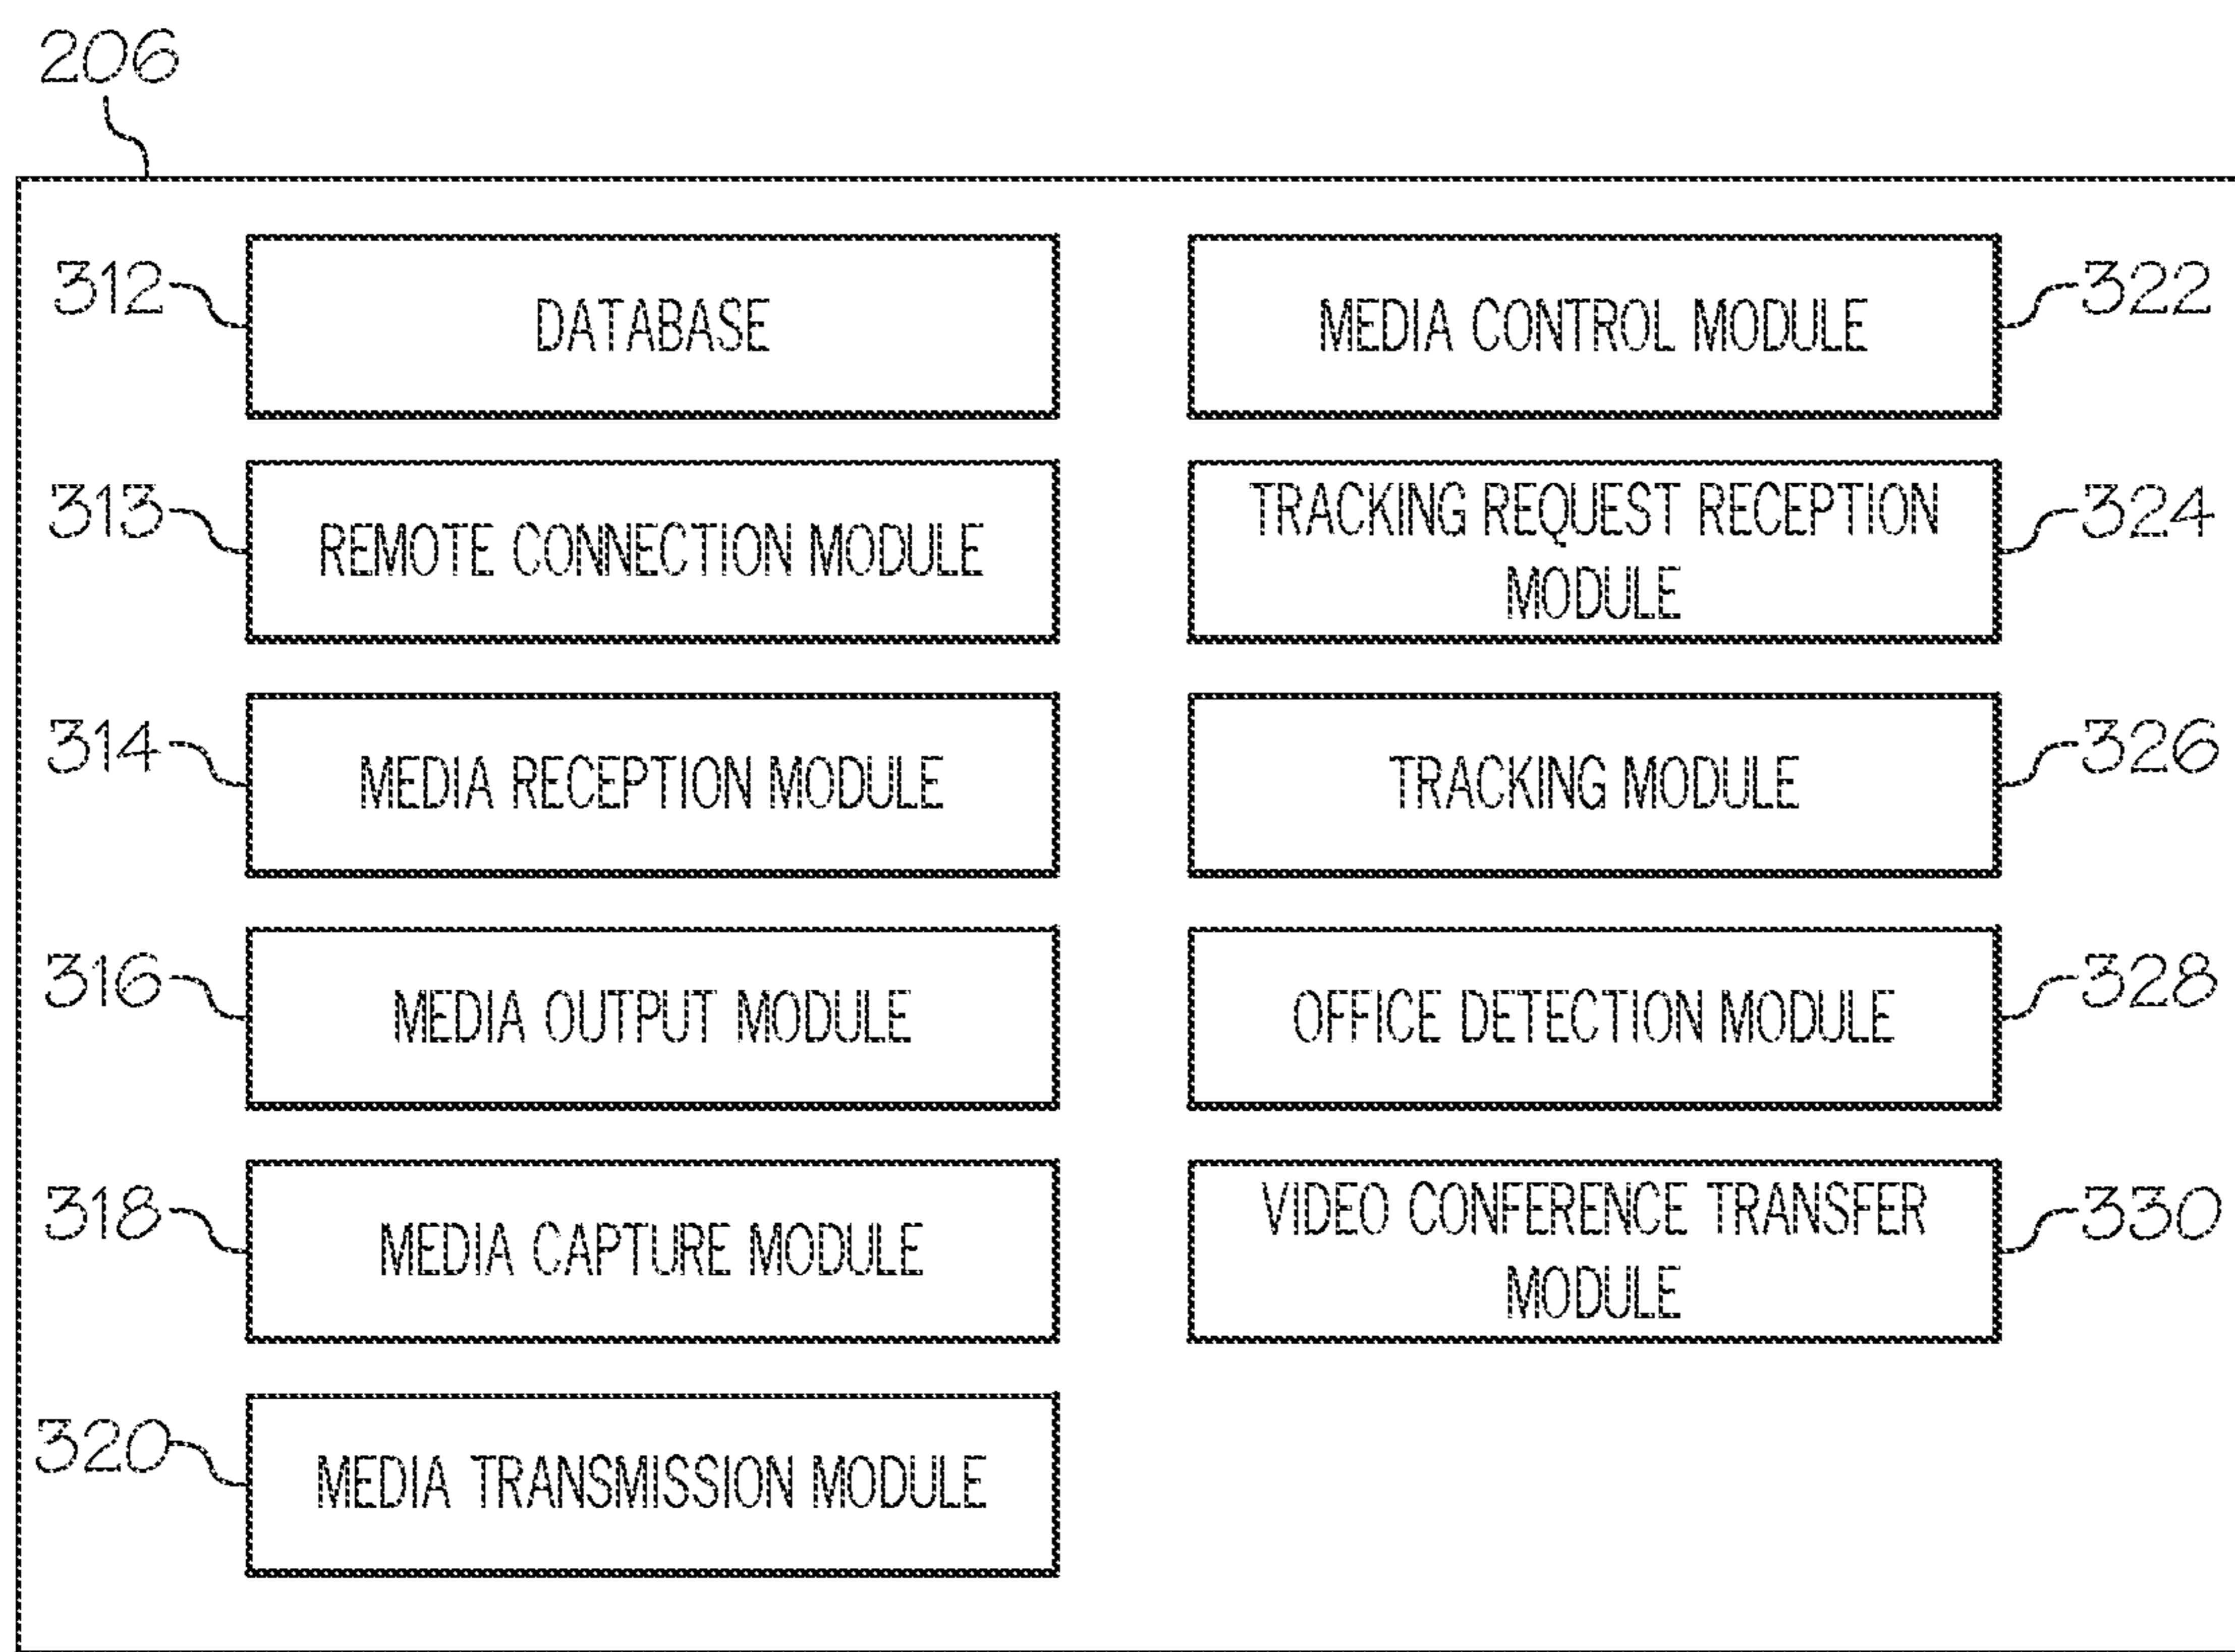 206
312
DATABASE
MEDIA CONTROL MODULE
322
313
REMOTE CONNECTION MODULE
TRACKING REQUEST RECEPTION
MODULE
324
314
MEDIA RECEPTION MODULE
TRACKING MODULE
326
316
MEDIA OUTPUT MODULE
OFFICE DETECTION MODULE
328
318
MEDIA CAPTURE MODULE
VIDEO CONFERENCE TRANSFER
MODULE
330
320
MEDIA TRANSMISSION MODULE